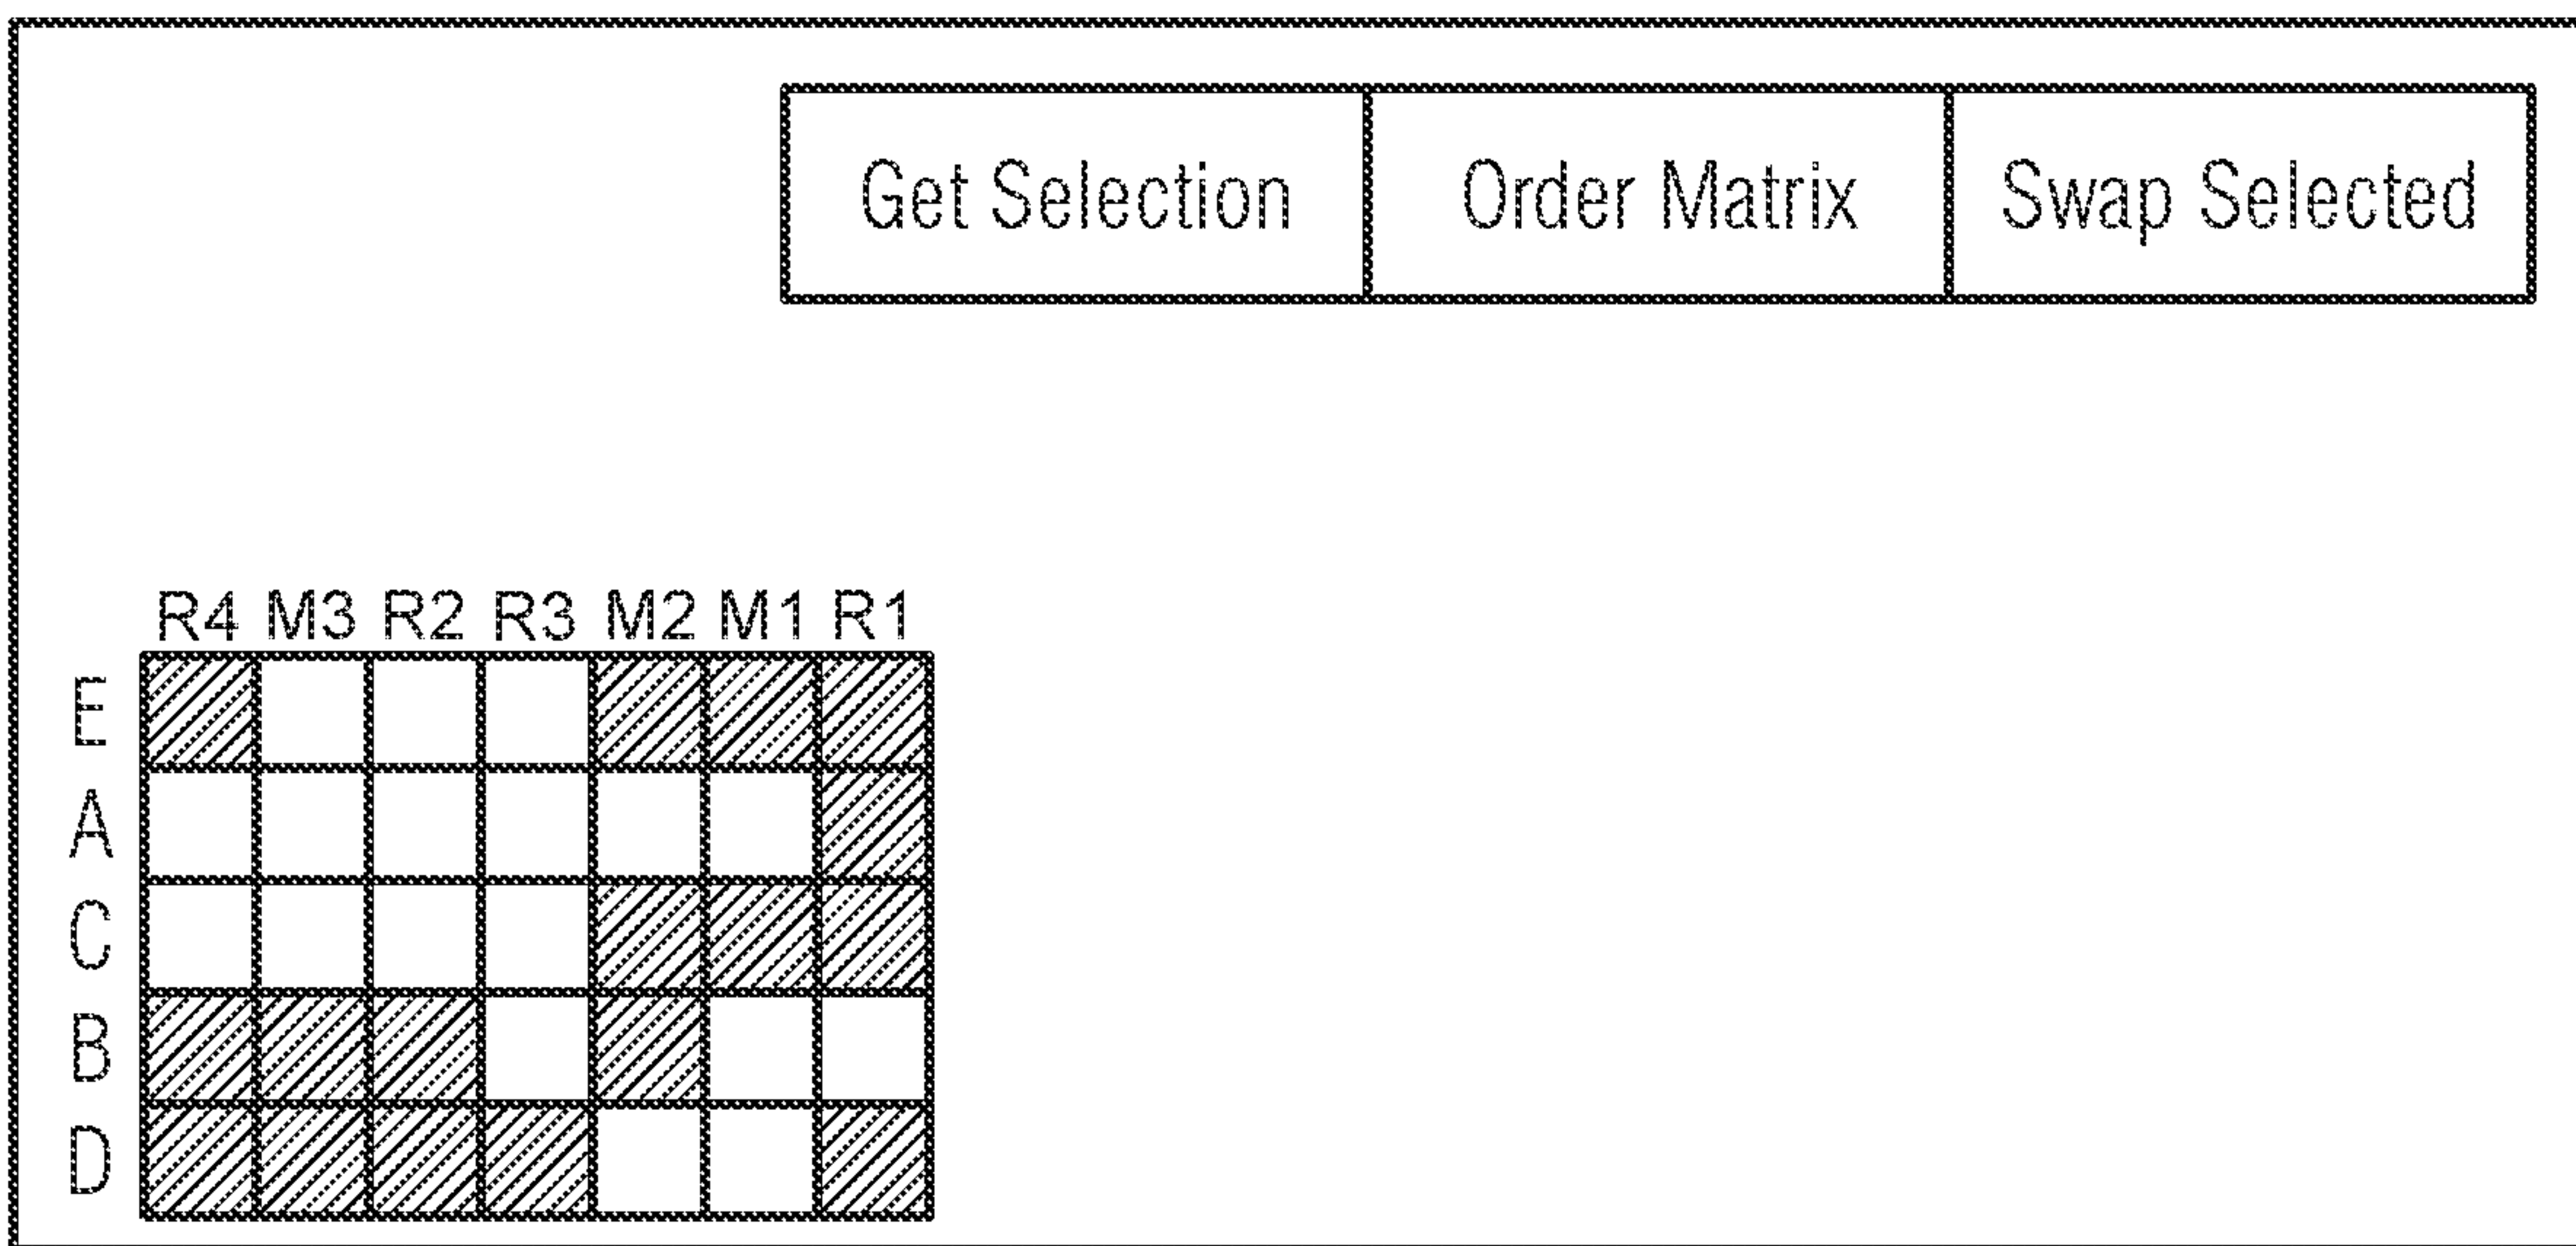 Get Selection Order Matrix Swap Selected
R4 M3 R2 R3 M2 M1 R1
E
A
C
B
D